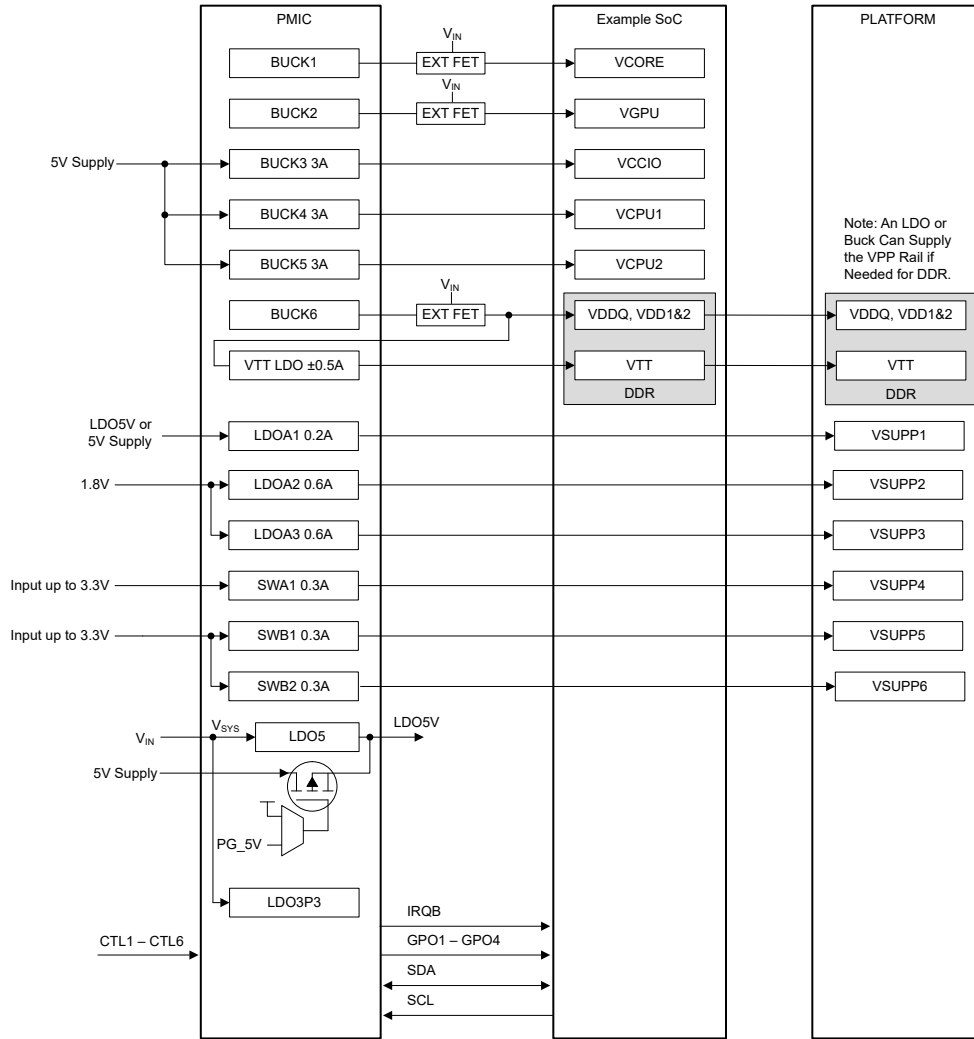 PMIC
Example SoC
PLATFORM
V_IN
BUCK1
EXT FET
VCORE
V_IN
BUCK2
EXT FET
VGPU
5V Supply
BUCK3 3A
VCCIO
BUCK4 3A
VCPU1
Note: An LDO or
Buck Can Supply
the VPP Rail if
Needed for DDR.
BUCK5 3A
VCPU2
V_IN
BUCK6
EXT FET
VDDQ, VDD1&2
VDDQ, VDD1&2
VTT LDO ±0.5A
VTT
VTT
DDR
DDR
LDO5V or
5V Supply
LDOA1 0.2A
VSUPP1
1.8V
LDOA2 0.6A
VSUPP2
LDOA3 0.6A
VSUPP3
Input up to 3.3V
SWA1 0.3A
VSUPP4
Input up to 3.3V
SWB1 0.3A
VSUPP5
SWB2 0.3A
VSUPP6
V_IN
V_SYS
LDO5
LDO5V
5V Supply
PG_5V
LDO3P3
IRQB
CTL1 – CTL6
GPO1 – GPO4
SDA
SCL